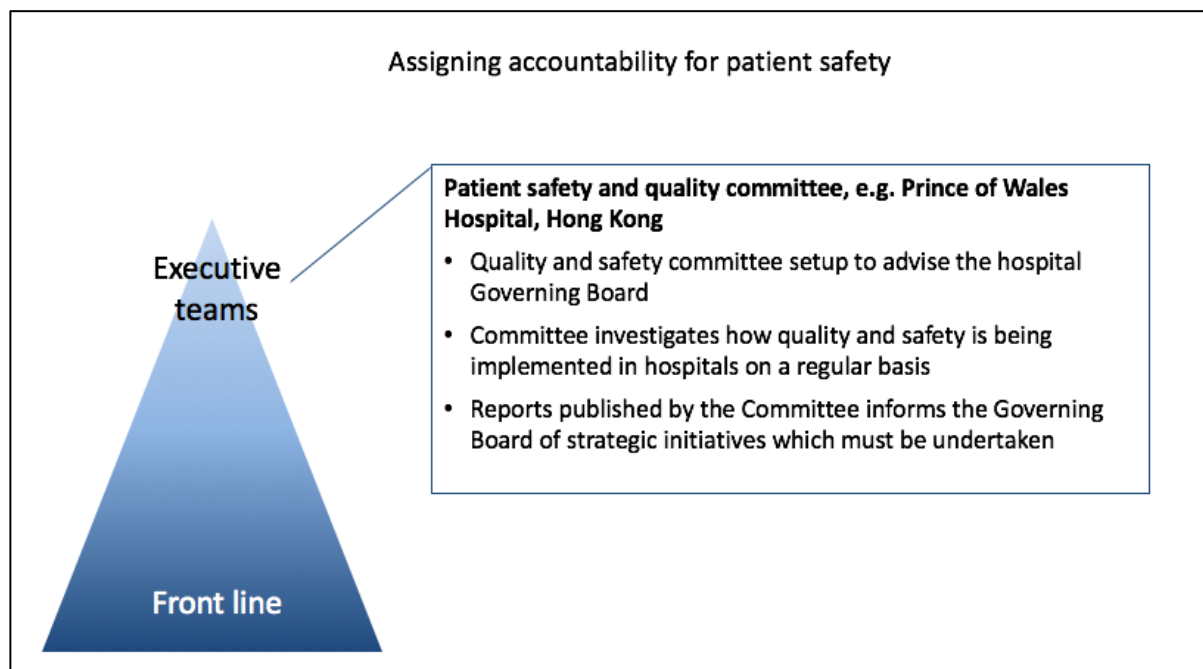 Assigning accountability for patient safety
Executive
teams
Front line
Patient safety and quality committee, e.g. Prince of Wales
Hospital, Hong Kong
• Quality and safety committee setup to advise the hospital
Governing Board
• Committee investigates how quality and safety is being
implemented in hospitals on a regular basis
• Reports published by the Committee informs the Governing
Board of strategic initiatives which must be undertaken